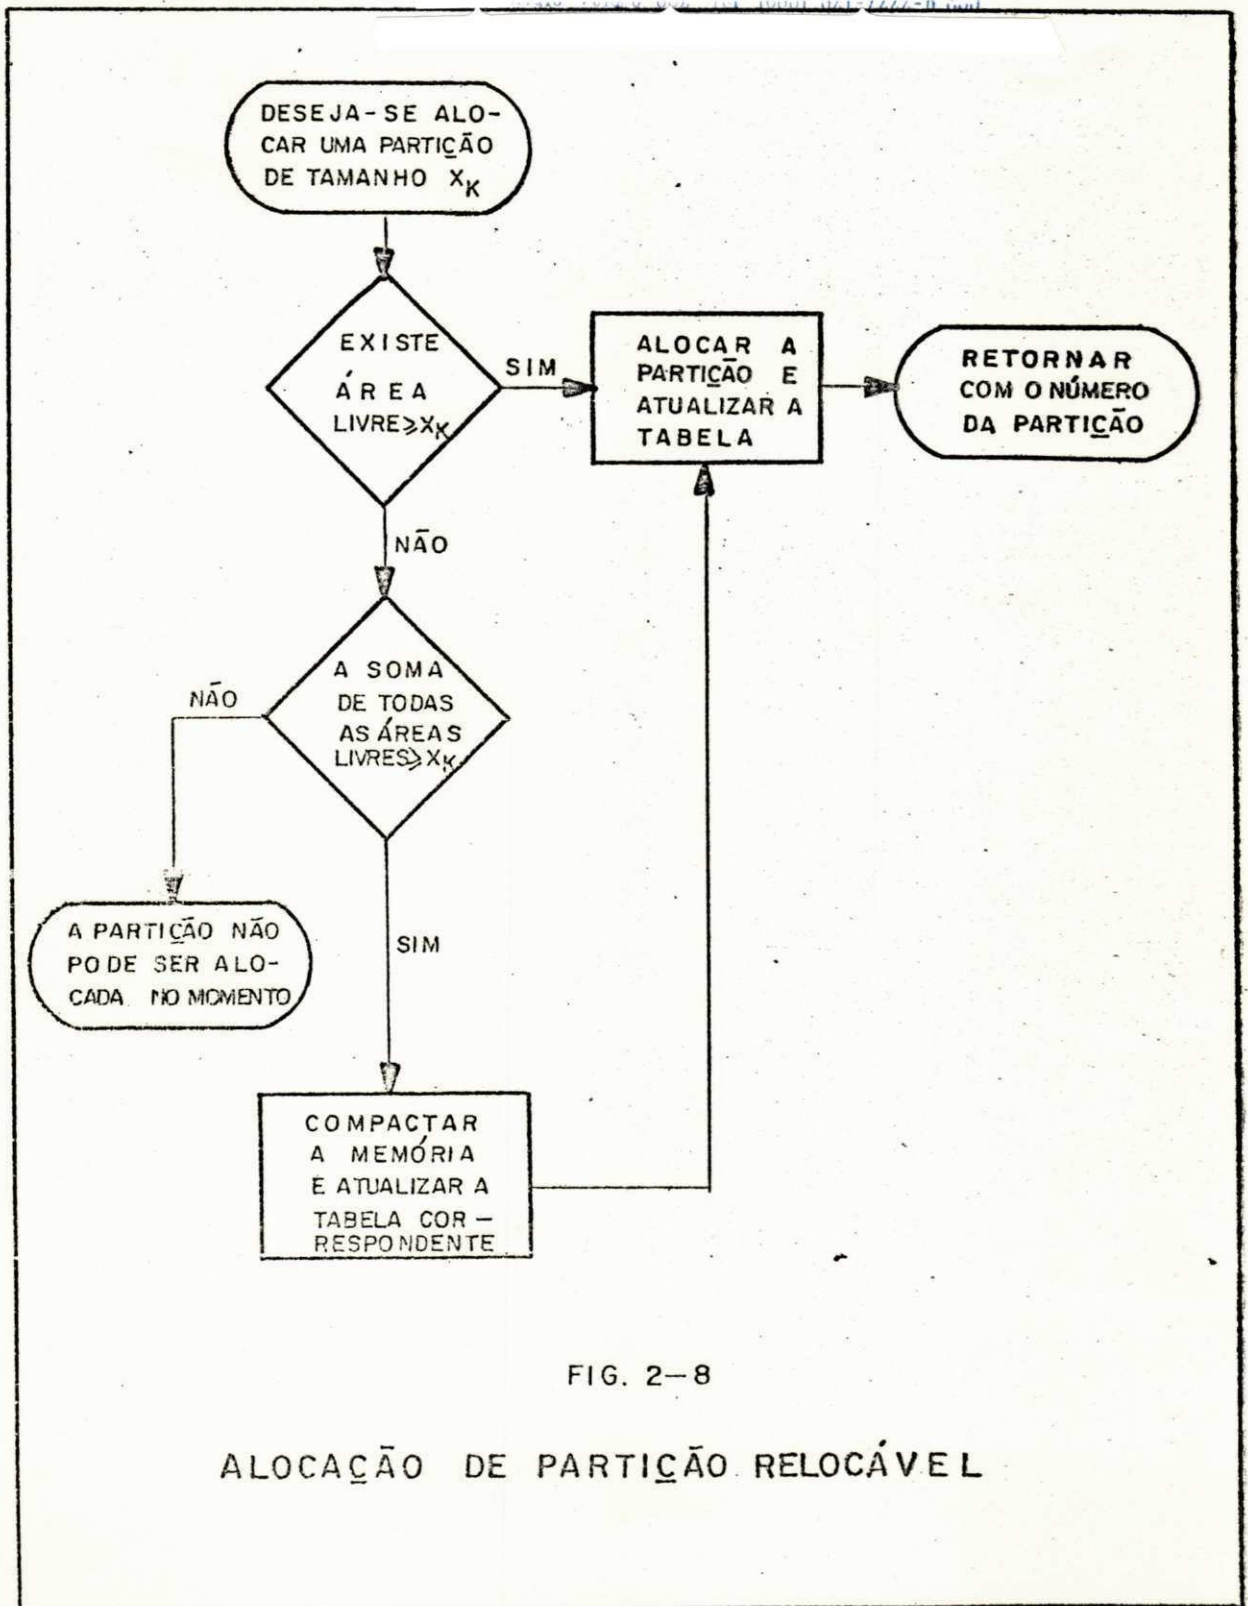 DESEJA-SE ALO-
CAR UMA PARTIÇÃO
DE TAMANHO XK
EXISTE
ÁREA
LIVRE≥XK
SIM
ALOCAR A
PARTIÇÃO E
ATUALIZAR A
TABELA
RETORNAR
COM O NÚMERO
DA PARTIÇÃO
NÃO
A SOMA
DE TODAS
AS ÁREAS
LIVRES≥XK
NÃO
A PARTIÇÃO NÃO
PODE SER ALO-
CADA NO MOMENTO
SIM
COMPACTAR
A MEMÓRIA
E ATUALIZAR A
TABELA COR-
RESPONDENTE
FIG. 2-8
ALOCAÇÃO DE PARTIÇÃO RELOCÁVEL